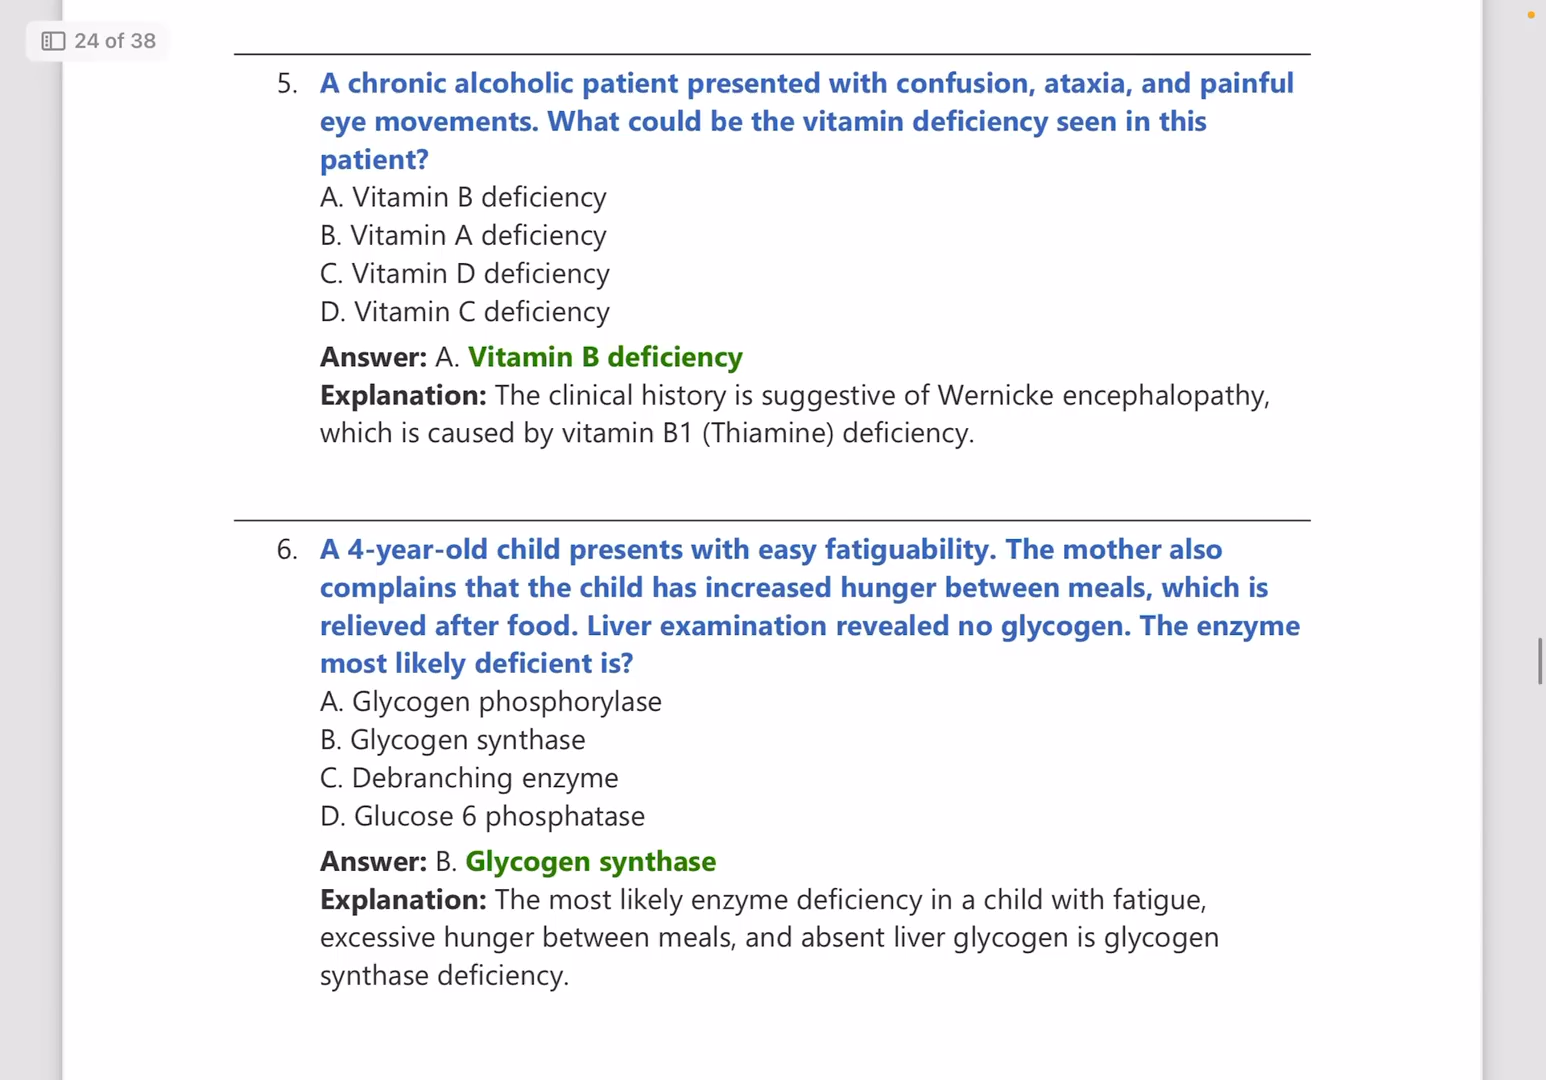 24 of 38
5. A chronic alcoholic patient presented with confusion, ataxia, and painful
eye movements. What could be the vitamin deficiency seen in this
patient?
A. Vitamin B deficiency
B. Vitamin A deficiency
C. Vitamin D deficiency
D. Vitamin C deficiency
Answer: A. Vitamin B deficiency
Explanation: The clinical history is suggestive of Wernicke encephalopathy,
which is caused by vitamin B1 (Thiamine) deficiency.
6. A 4-year-old child presents with easy fatiguability. The mother also
complains that the child has increased hunger between meals, which is
relieved after food. Liver examination revealed no glycogen. The enzyme
most likely deficient is?
A. Glycogen phosphorylase
B. Glycogen synthase
C. Debranching enzyme
D. Glucose 6 phosphatase
Answer: B. Glycogen synthase
Explanation: The most likely enzyme deficiency in a child with fatigue,
excessive hunger between meals, and absent liver glycogen is glycogen
synthase deficiency.